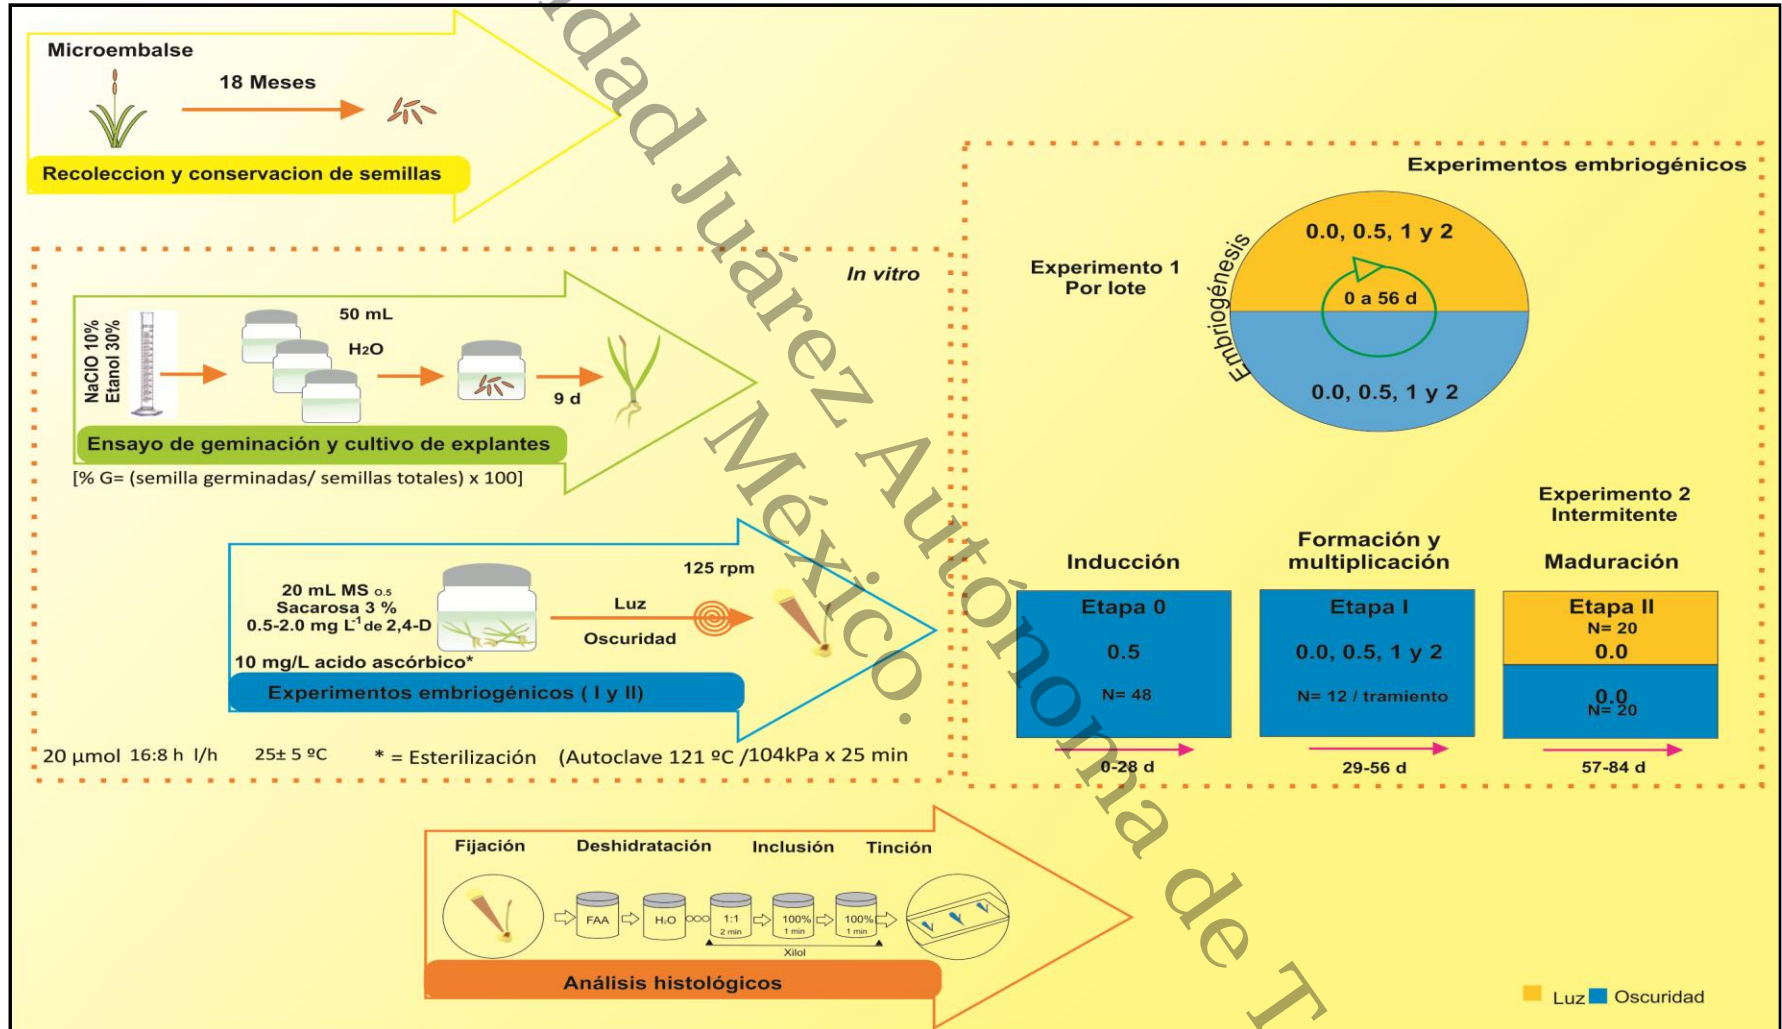 Microembalse
18 Meses
Recoleccion y conservacion de semillas
In vitro
NaClO 10%
Etanol 30%
50 mL
H₂O
9 d
Ensayo de geminación y cultivo de explantes
[% G= (semilla germinadas/ semillas totales) x 100]
20 mL MS 0.5
Sacarosa 3 %
0.5-2.0 mg L⁻¹ de 2,4-D
10 mg/L acido ascórbico*
Luz
Oscuridad
125 rpm
Experimentos embriogénicos ( I y II)
20 µmol 16:8 h l/h 25± 5 ºC * = Esterilización (Autoclave 121 ºC /104kPa x 25 min
Experimentos embriogénicos
Experimento 1
Por lote
Embriogénesis
0.0, 0.5, 1 y 2
0 a 56 d
0.0, 0.5, 1 y 2
Experimento 2
Intermitente
Inducción
Etapa 0
0.5
N= 48
0-28 d
Formación y
multiplicación
Etapa I
0.0, 0.5, 1 y 2
N= 12 / tramiento
29-56 d
Maduración
Etapa II
N= 20
0.0
0.0
N= 20
57-84 d
Fijación
Deshidratación
Inclusión
Tinción
FAA
H₂O
1:1
2 min
100%
1 min
100%
1 min
Xilol
Análisis histológicos
Luz
Oscuridad
dad Juárez Autónoma de T
México.